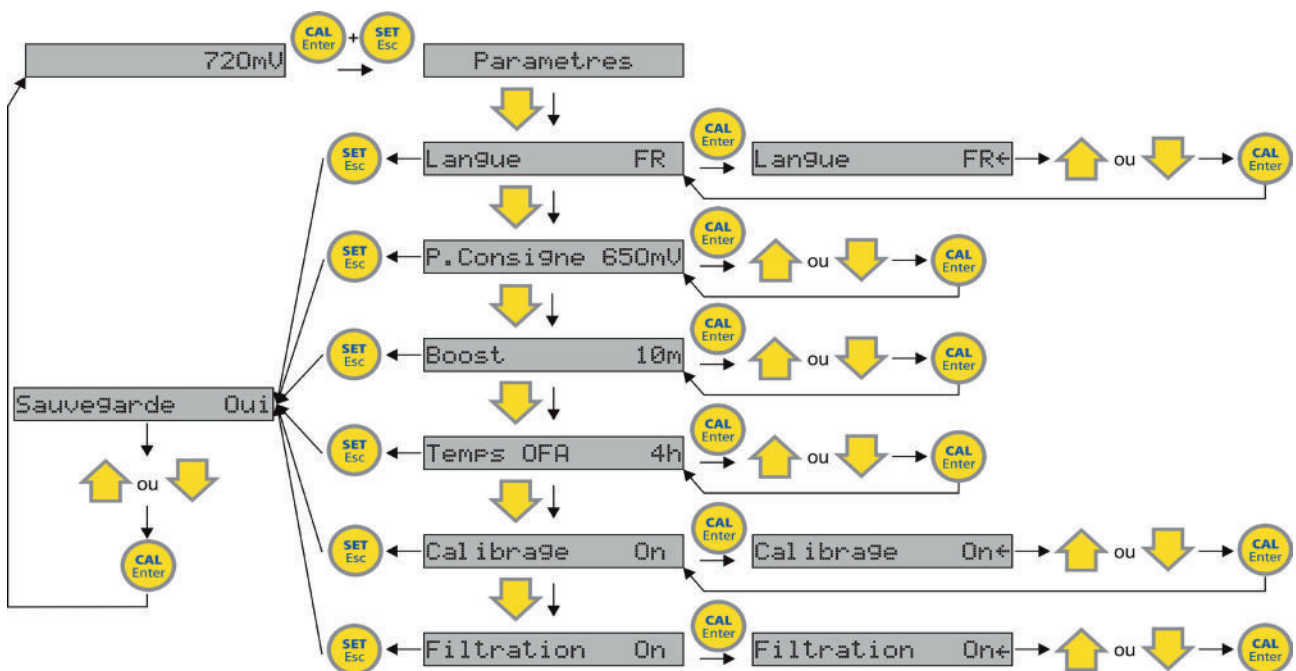 720mV CAL Enter + SET Esc Parametres
SET Esc Langue FR CAL Enter Langue FR← ou CAL Enter
SET Esc P.Consigne 650mV CAL Enter ou CAL Enter
SET Esc Boost 10m CAL Enter ou CAL Enter
Sauvegarde Oui
SET Esc Temps OFA 4h CAL Enter ou CAL Enter
ou
SET Esc Calibrage On CAL Enter Calibrage On← ou CAL Enter
CAL Enter
SET Esc Filtration On CAL Enter Filtration On← ou CAL Enter